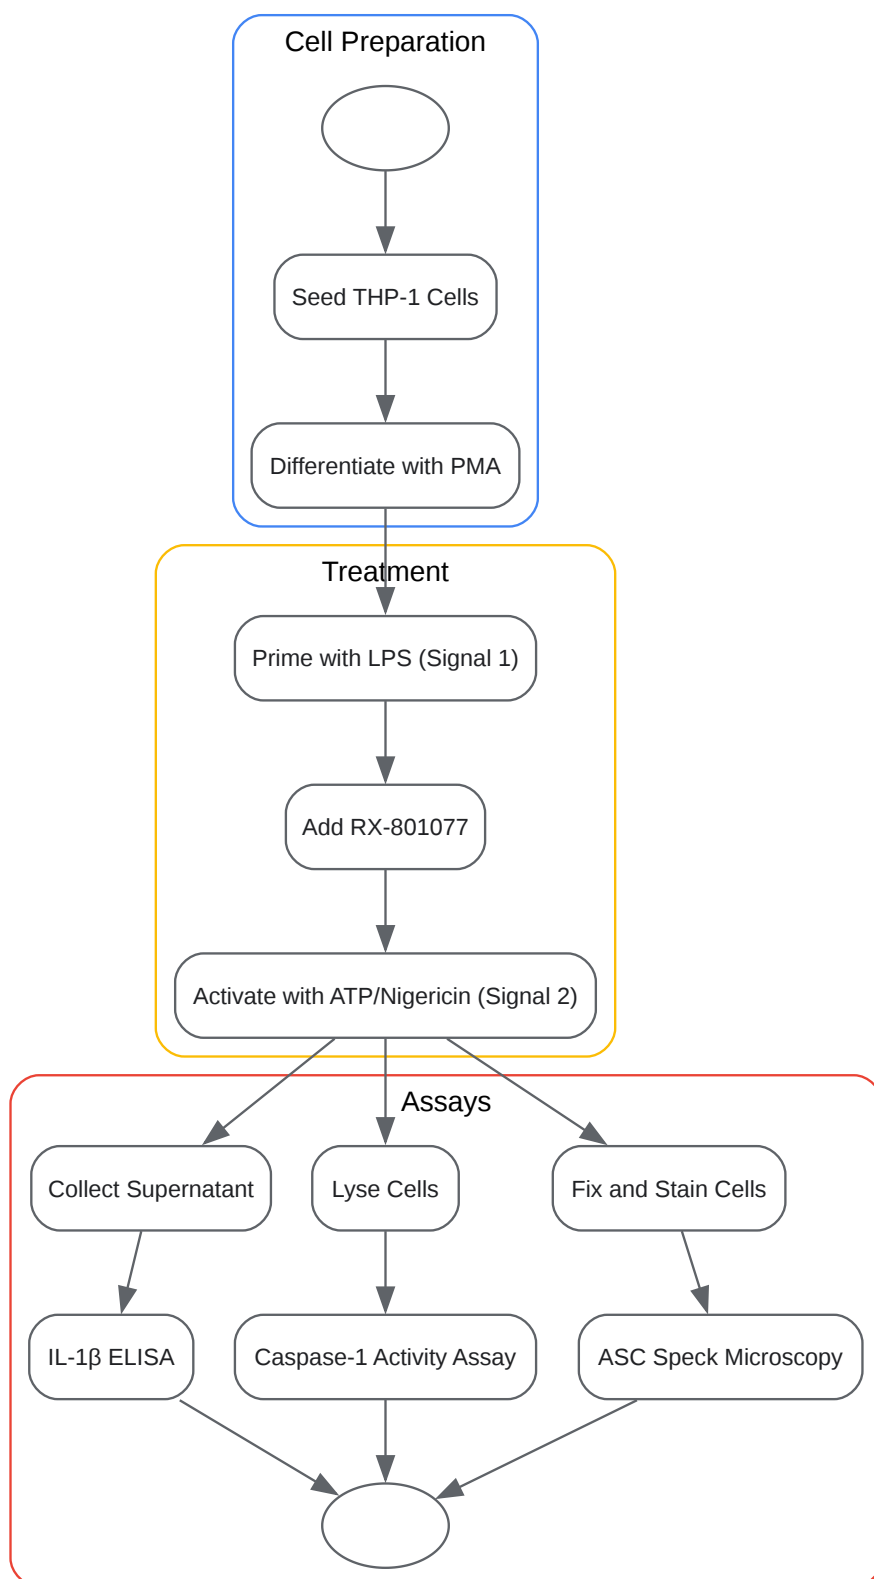 Cell Preparation
Seed THP-1 Cells
Differentiate with PMA
Treatment
Prime with LPS (Signal 1)
Add RX-801077
Activate with ATP/Nigericin (Signal 2)
Assays
Collect Supernatant
Lyse Cells
Fix and Stain Cells
IL-1β ELISA
Caspase-1 Activity Assay
ASC Speck Microscopy